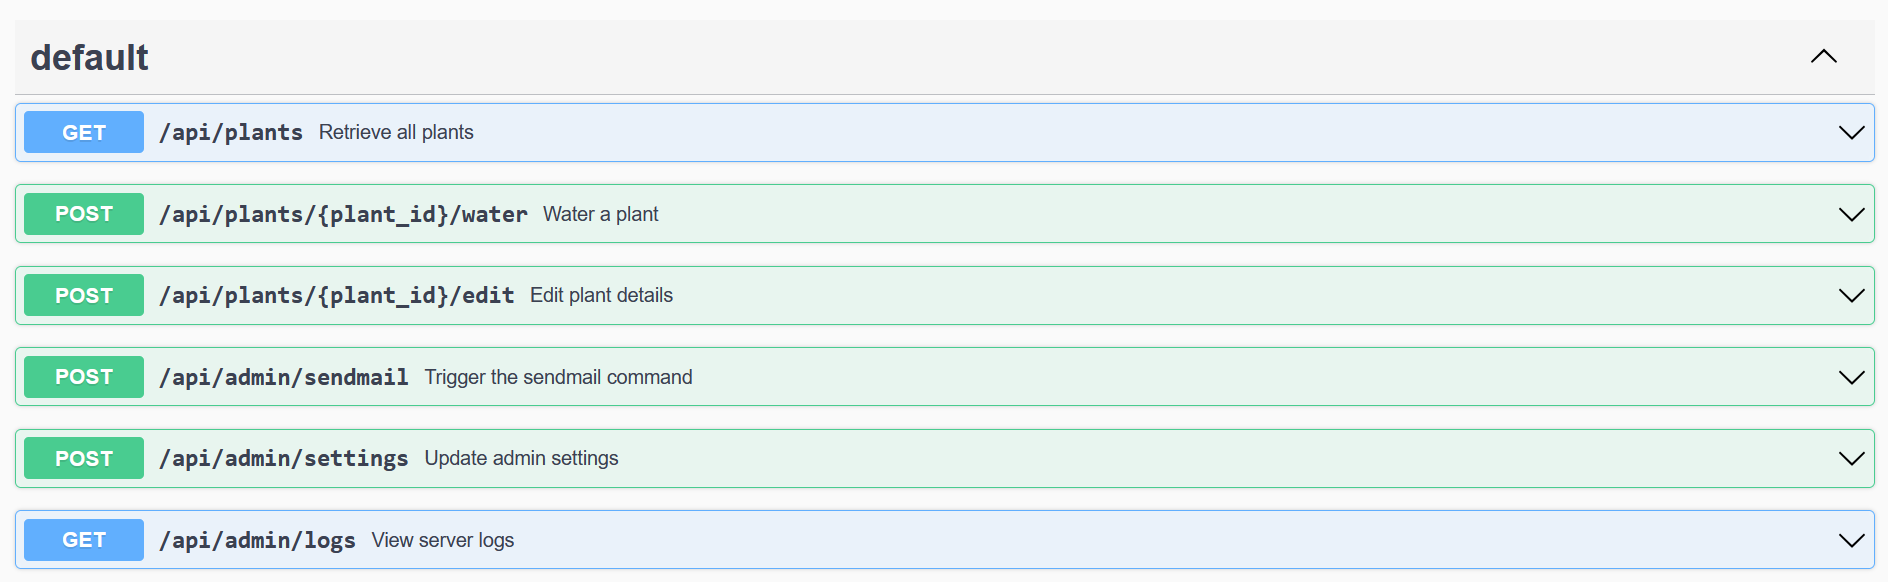 default
GET /api/plants Retrieve all plants
POST /api/plants/{plant_id}/water Water a plant
POST /api/plants/{plant_id}/edit Edit plant details
POST /api/admin/sendmail Trigger the sendmail command
POST /api/admin/settings Update admin settings
GET /api/admin/logs View server logs